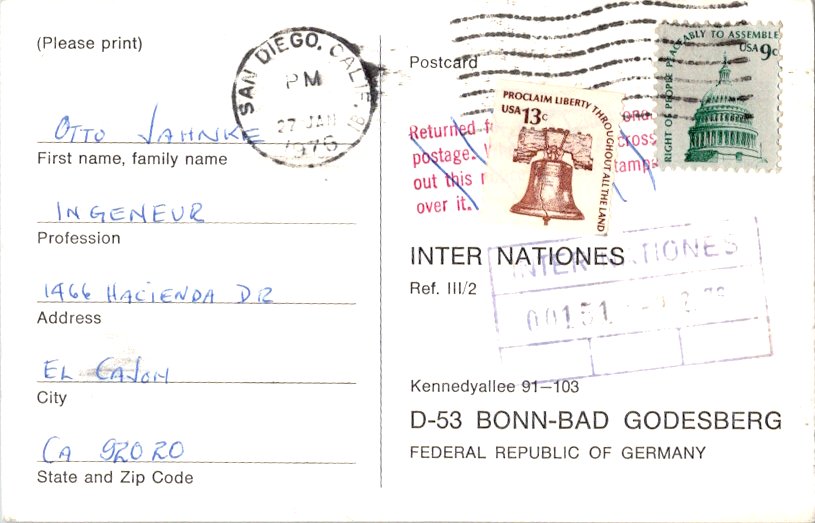 (Please print)
OTTO JAHNKE
First name, family name
INGENEUR
Profession
1466 HACIENDA DR
Address
EL CAJON
City
CA 92020
State and Zip Code
SAN DIEGO, CALIF.
PM
27 JAN
1976
Postcard
RIGHT OF PEOPLE PEACEABLY TO ASSEMBLE
USA 9c
PROCLAIM LIBERTY THROUGHOUT ALL THE LAND
USA 13c
Returned
postage.
out this
over it.
INTER NATIONES
Ref. III/2
INTER NATIONES
00151
Kennedyallee 91–103
D-53 BONN-BAD GODESBERG
FEDERAL REPUBLIC OF GERMANY